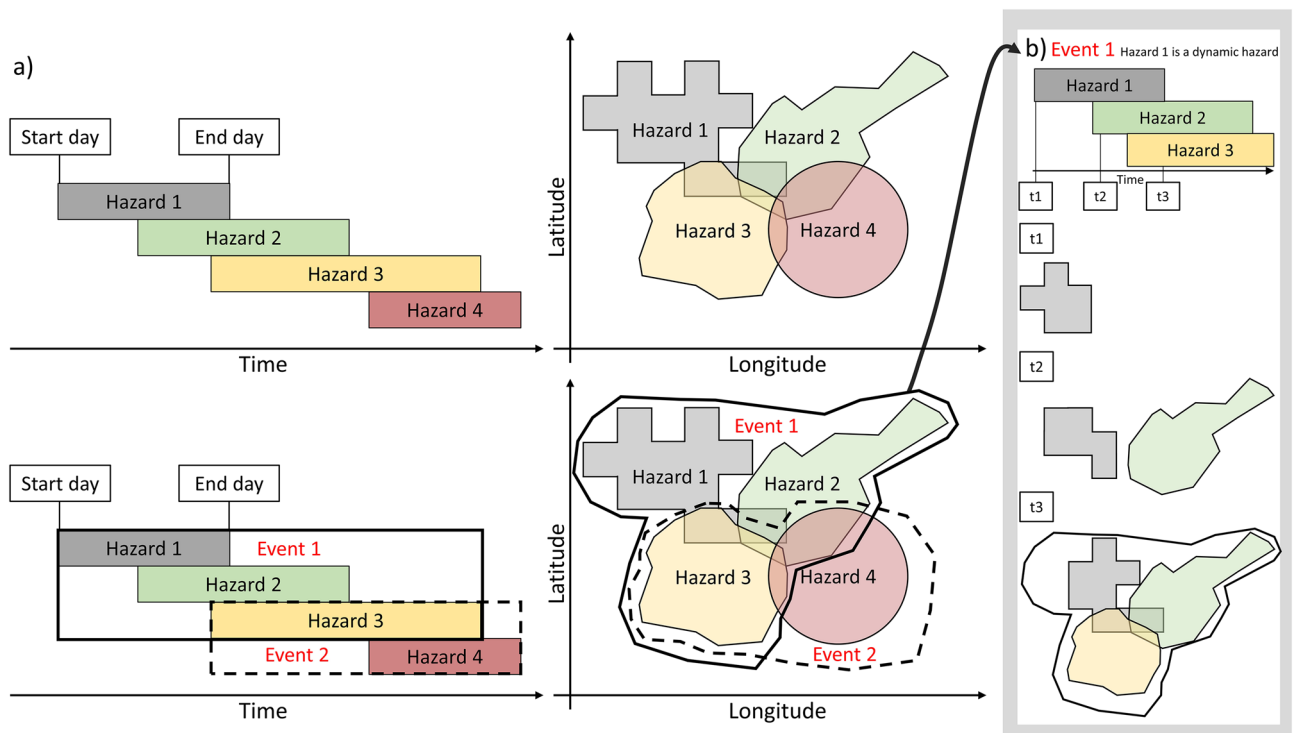 a)
Start day
End day
Hazard 1
Hazard 2
Hazard 3
Hazard 4
Time
Latitude
Hazard 1
Hazard 2
Hazard 3
Hazard 4
Longitude
Start day
End day
Hazard 1
Event 1
Hazard 2
Hazard 3
Event 2
Hazard 4
Time
Latitude
Event 1
Hazard 1
Hazard 2
Hazard 3
Hazard 4
Event 2
Longitude
b) Event 1 Hazard 1 is a dynamic hazard
Hazard 1
Hazard 2
Hazard 3
Time
t1
t2
t3
t1
t2
t3